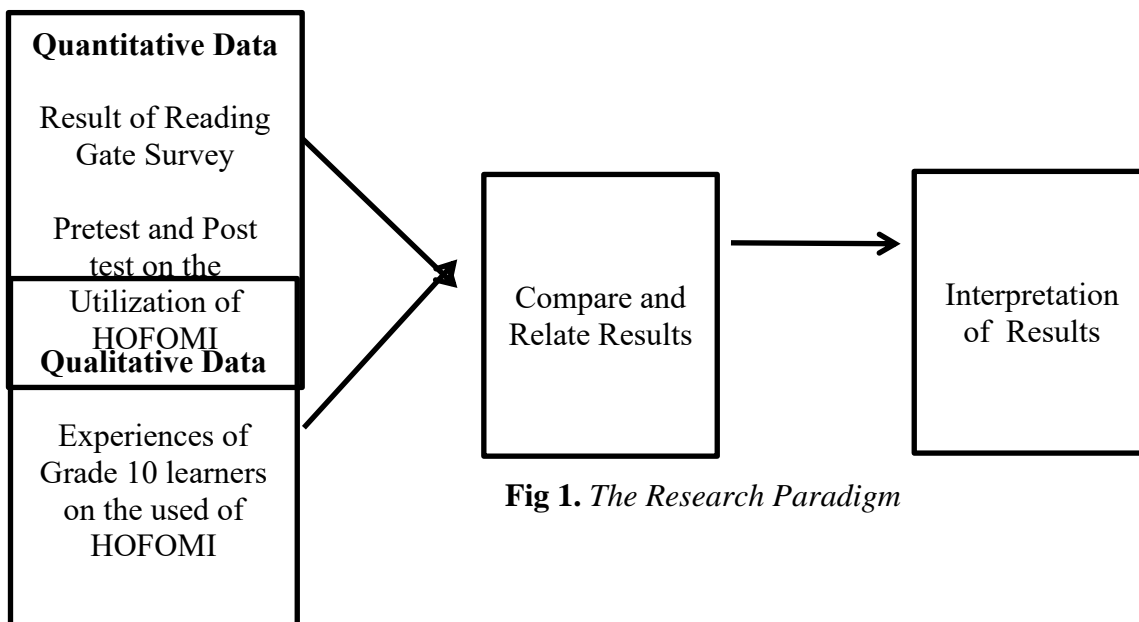 Quantitative Data
Result of Reading
Gate Survey
Pretest and Post
test on the
Utilization of
HOFOMI
Qualitative Data
Experiences of
Grade 10 learners
on the used of
HOFOMI
Compare and
Relate Results
Interpretation
of Results
Fig 1. The Research Paradigm